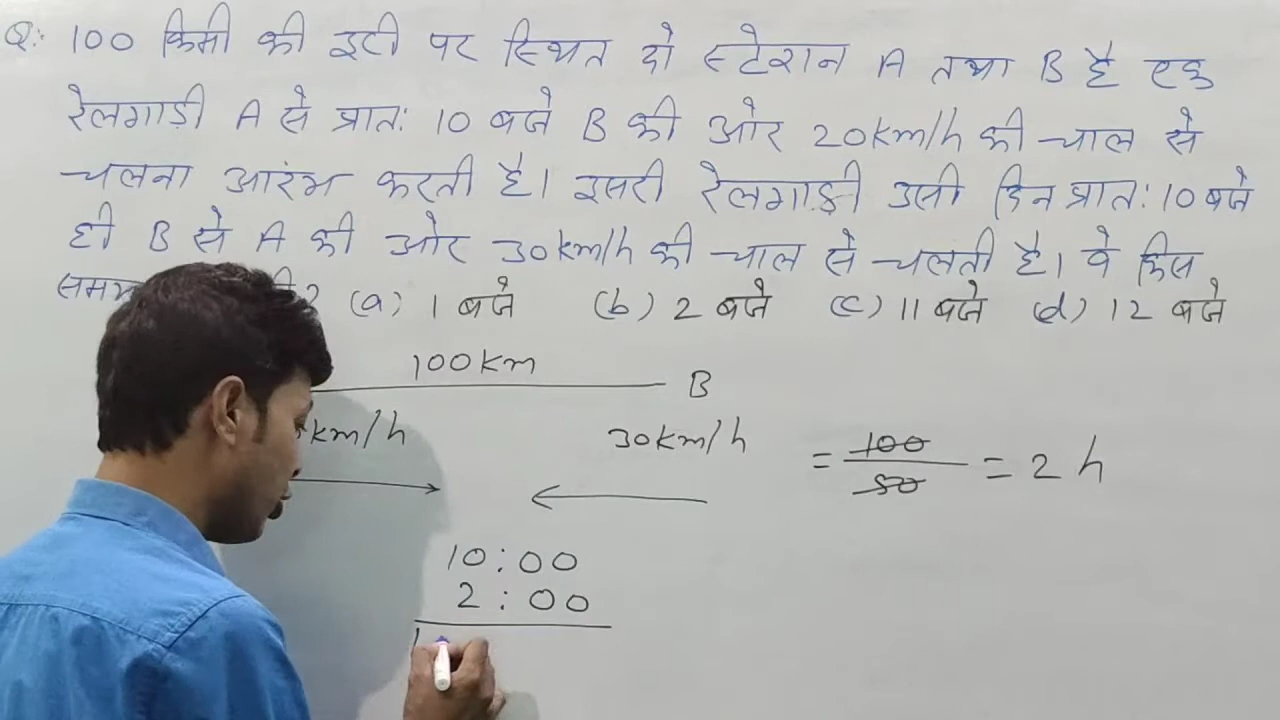 Q: 100 किमी की दूरी पर स्थित दो स्टेशन A तथा B है एक
रेलगाड़ी A से प्रातः 10 बजे B की ओर 20km/h की चाल से
चलना आरंभ करती है। दूसरी रेलगाड़ी उसी दिन प्रातः 10 बजे
ही B से A की ओर 30km/h की चाल से चलती है। वे किस
(a) 1 बजे (b) 2 बजे (c) 11 बजे (d) 12 बजे
100km
B
km/h 30km/h = 100/50 = 2 h
10:00
2:00
1